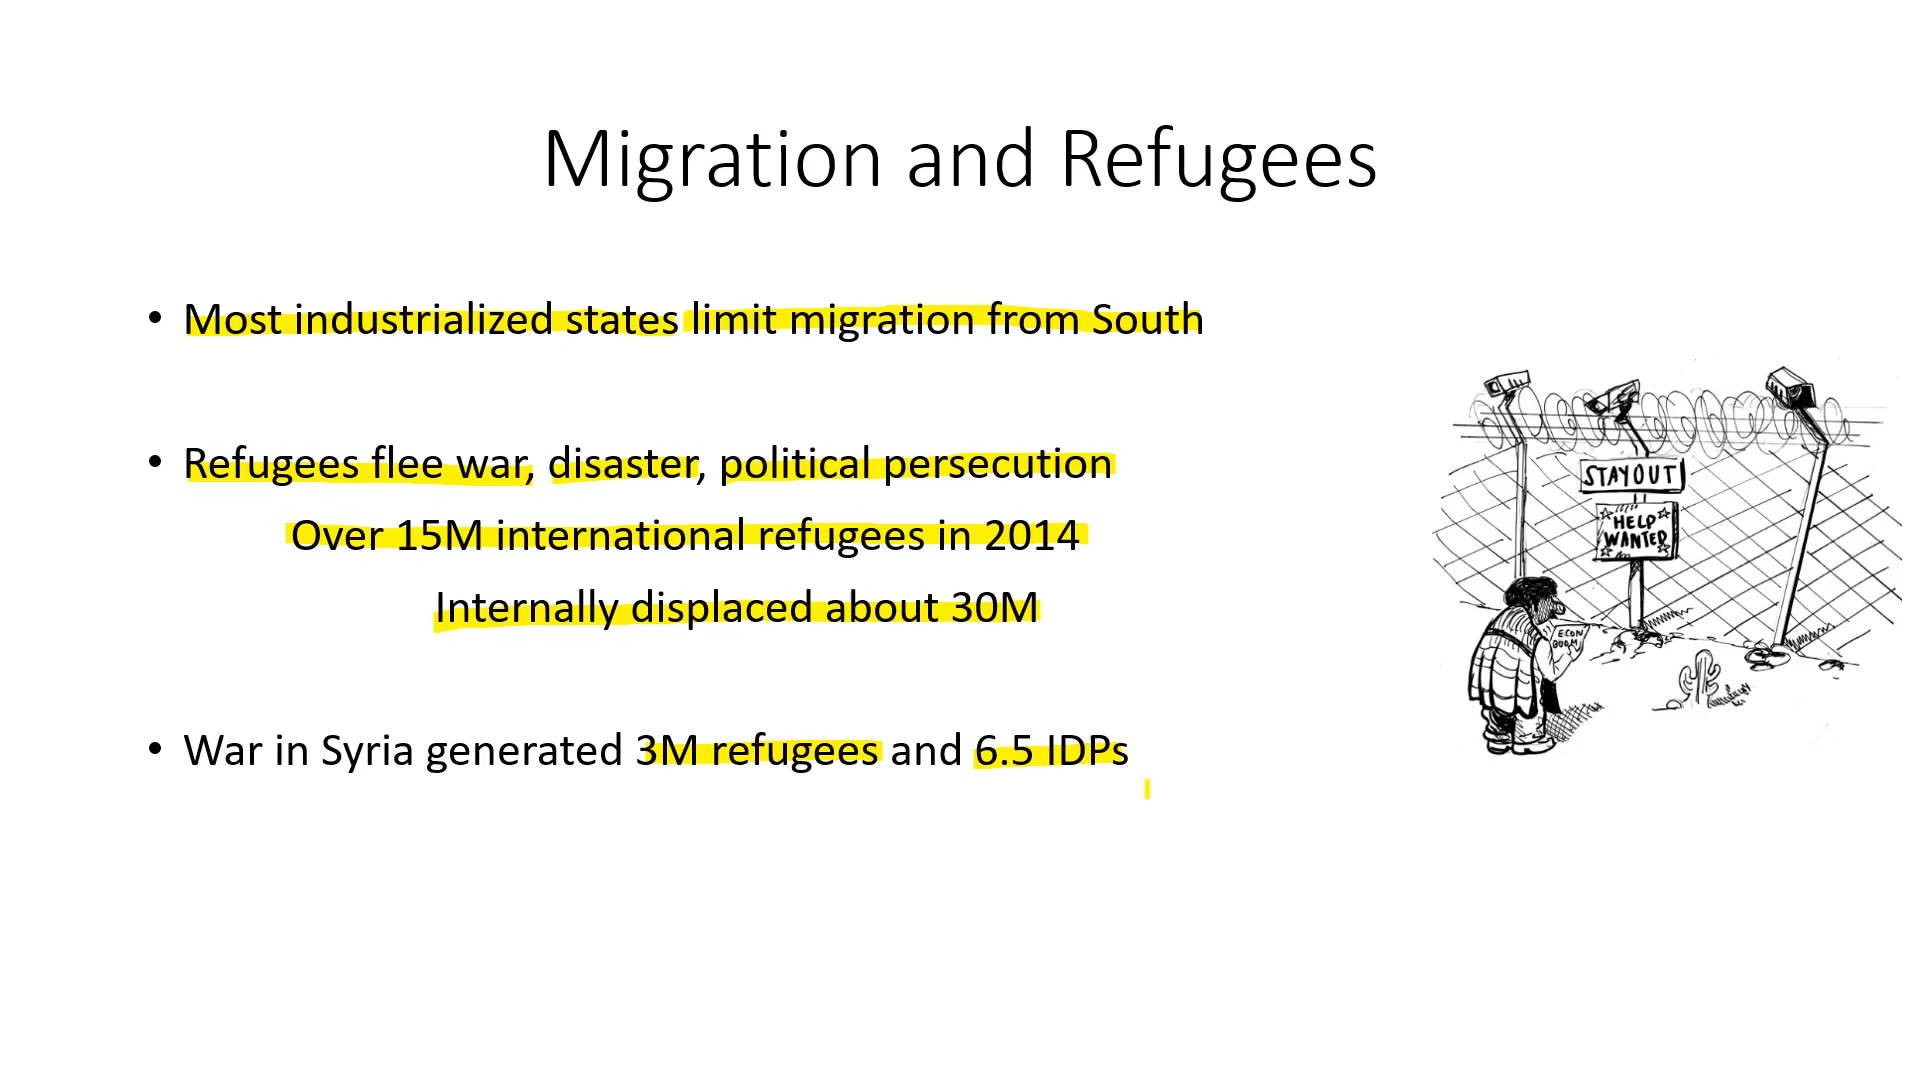 Migration and Refugees
• Most industrialized states limit migration from South
• Refugees flee war, disaster, political persecution
Over 15M international refugees in 2014
Internally displaced about 30M
• War in Syria generated 3M refugees and 6.5 IDPs
STAY OUT!
HELP
WANTED
ECON
BOOM